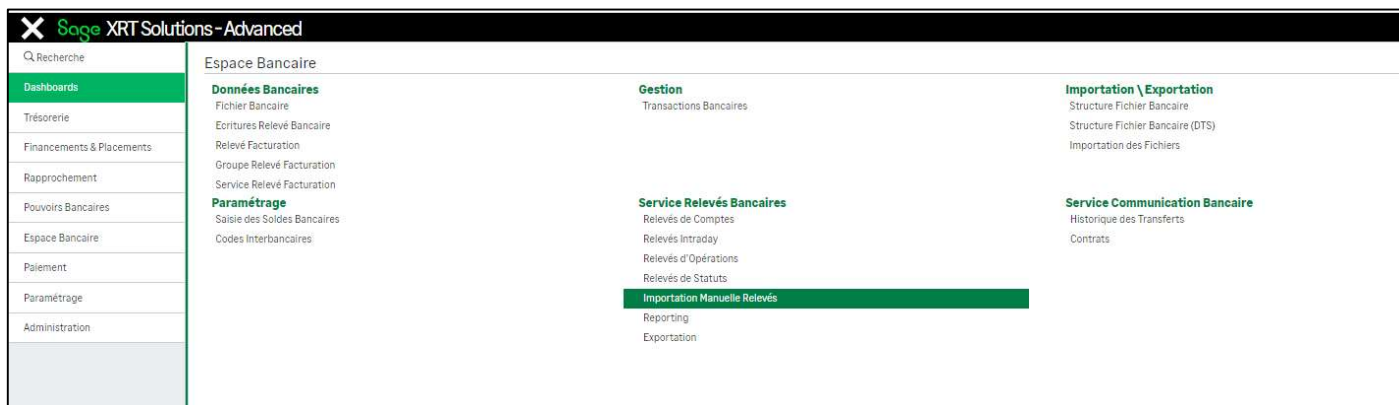 Sage XRT Solutions - Advanced
Recherche
Dashboards
Trésorerie
Financements & Placements
Rapprochement
Pouvoirs Bancaires
Espace Bancaire
Paiement
Paramétrage
Administration
Espace Bancaire
Données Bancaires
Fichier Bancaire
Ecritures Relevé Bancaire
Relevé Facturation
Groupe Relevé Facturation
Service Relevé Facturation
Gestion
Transactions Bancaires
Importation \ Exportation
Structure Fichier Bancaire
Structure Fichier Bancaire (DTS)
Importation des Fichiers
Paramétrage
Saisie des Soldes Bancaires
Codes Interbancaires
Service Relevés Bancaires
Relevés de Comptes
Relevés Intraday
Relevés d'Opérations
Relevés de Statuts
Importation Manuelle Relevés
Reporting
Exportation
Service Communication Bancaire
Historique des Transferts
Contrats